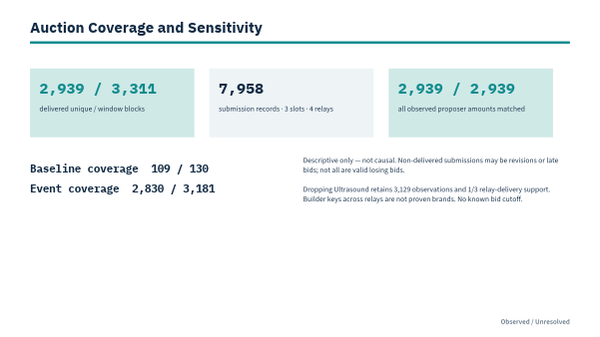 Auction Coverage and Sensitivity
2,939 / 3,311
delivered unique / window blocks
7,958
submission records · 3 slots · 4 relays
2,939 / 2,939
all observed proposer amounts matched
Baseline coverage 109 / 130
Event coverage 2,830 / 3,181
Descriptive only — not causal. Non-delivered submissions may be revisions or late
bids; not all are valid losing bids.
Dropping Ultrasound retains 3,129 observations and 1/3 relay-delivery support.
Builder keys across relays are not proven brands. No known bid cutoff.
Observed / Unresolved